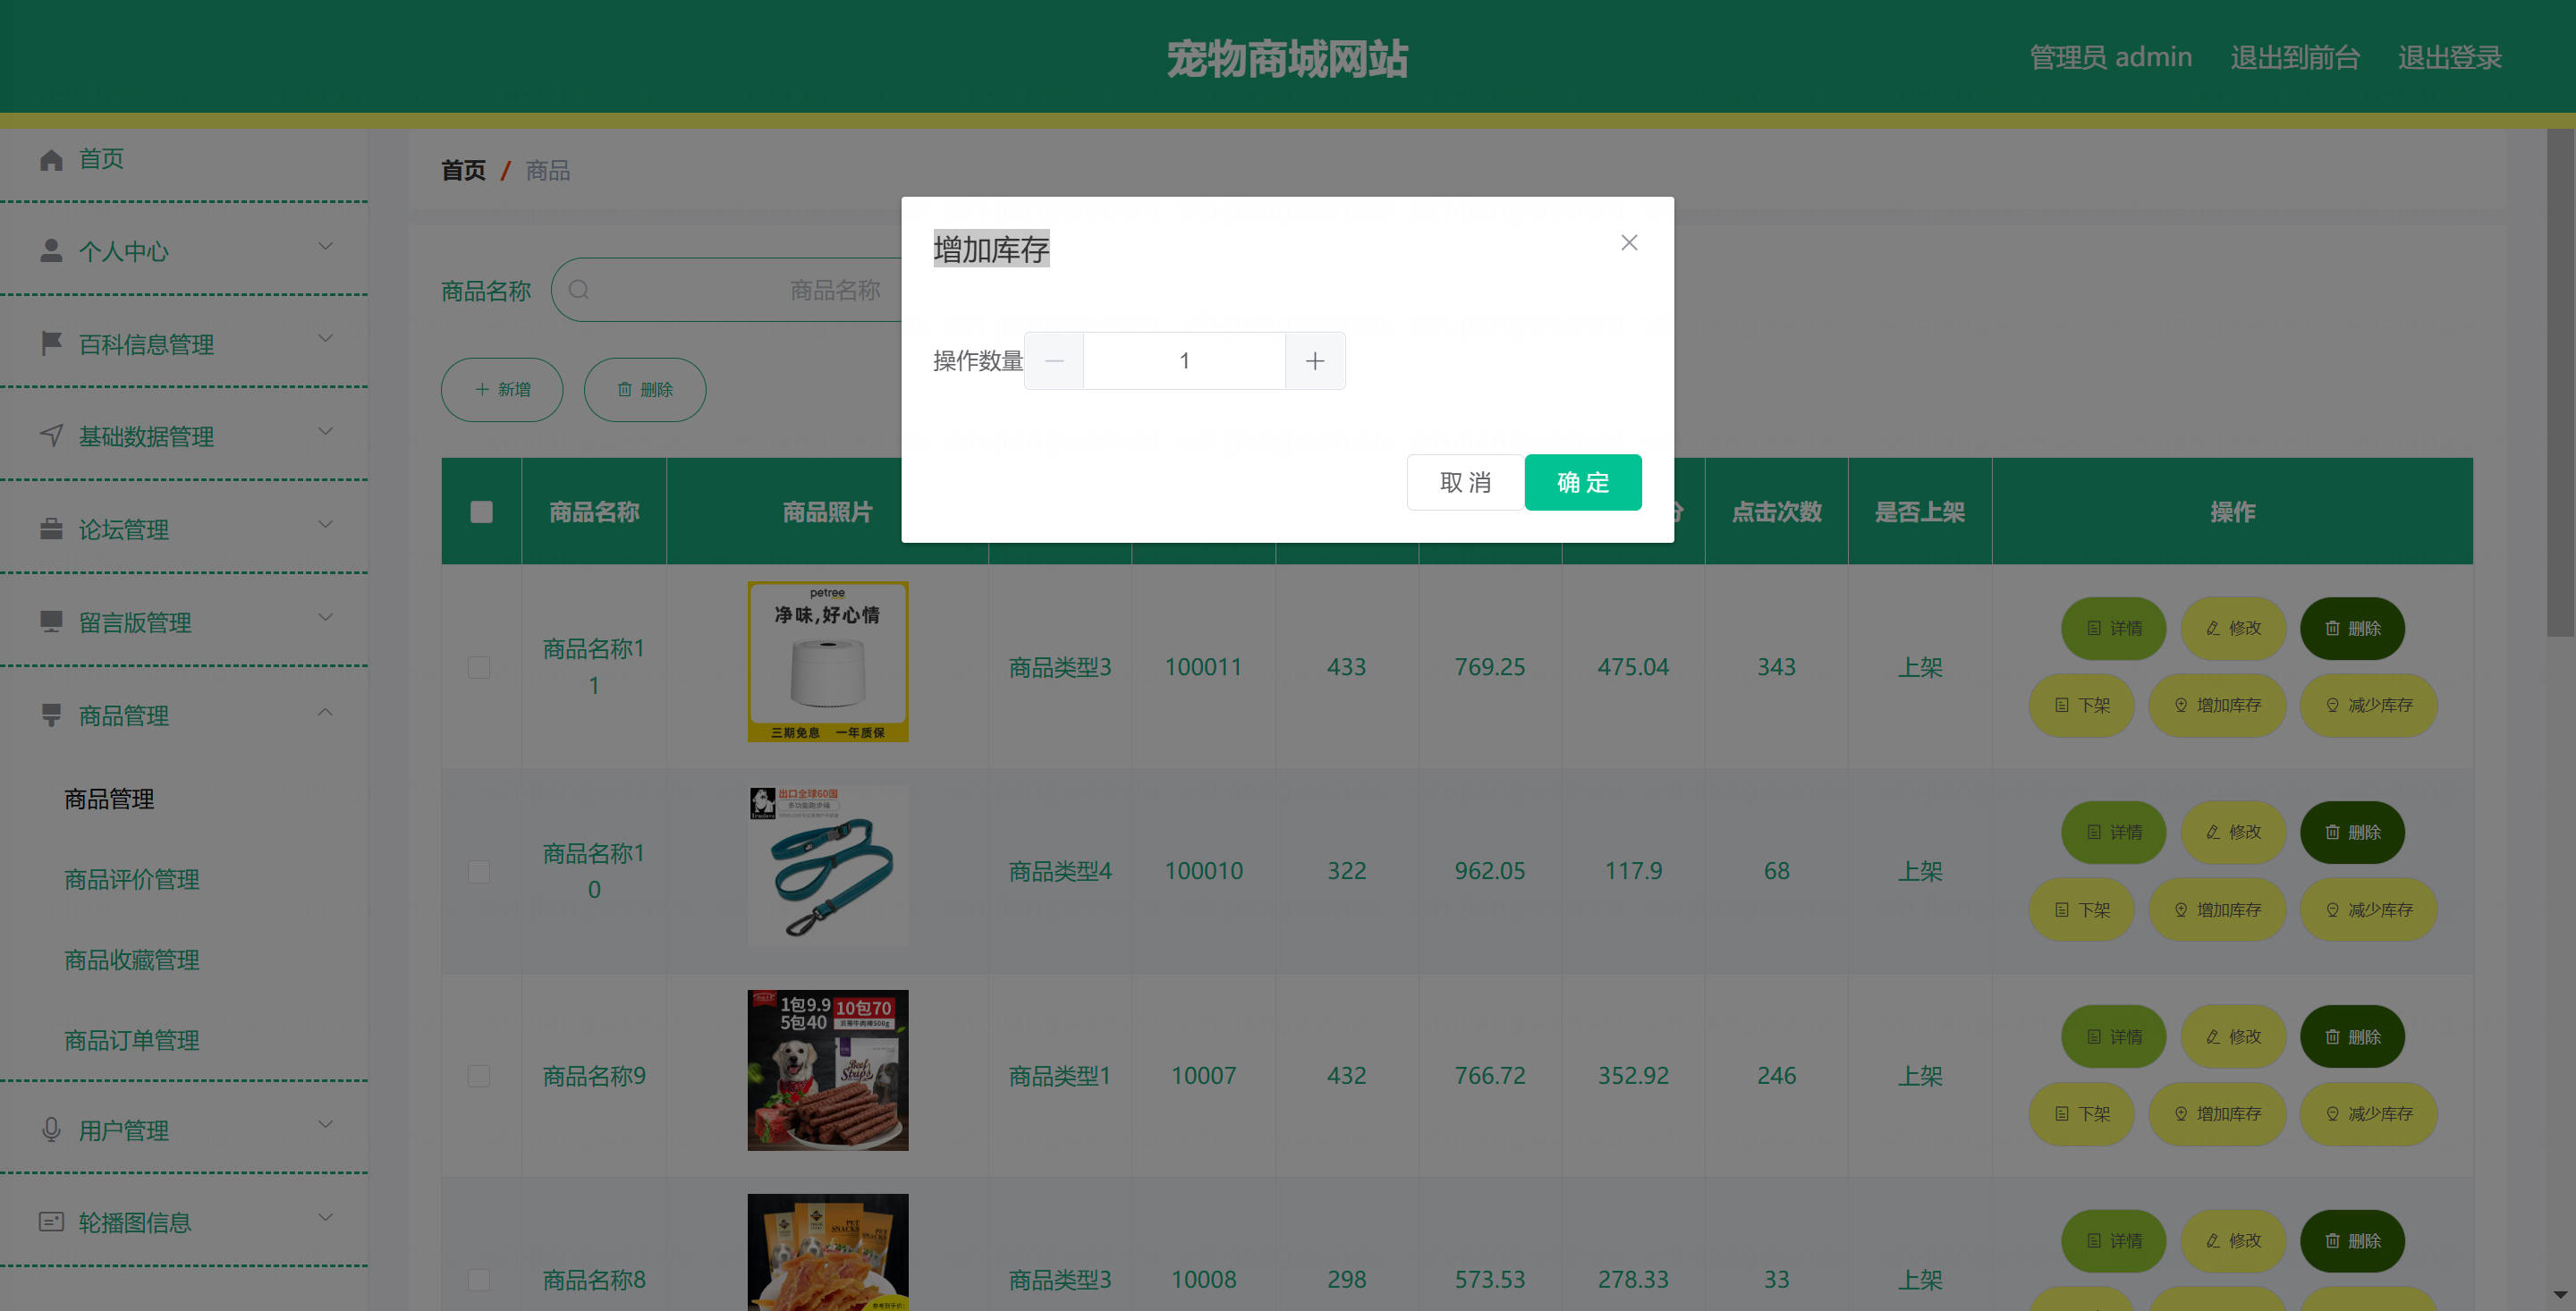 宠物商城网站
管理员 admin
退出到前台
退出登录
首页
个人中心
百科信息管理
基础数据管理
论坛管理
留言版管理
商品管理
商品管理
商品评价管理
商品收藏管理
商品订单管理
用户管理
轮播图信息
首页 / 商品
商品名称
商品名称
新增
删除
增加库存
操作数量
1
取 消
确 定
商品名称 商品照片 点击次数 是否上架 操作
petree
净味,好心情
三期免息 一年质保
商品名称1
1
商品类型3 100011 433 769.25 475.04 343 上架
详情 修改 删除
下架 增加库存 减少库存
出口全球60国
商品名称1
0
商品类型4 100010 322 962.05 117.9 68 上架
详情 修改 删除
下架 增加库存 减少库存
1包9.9 10包70
5包40
Beef
Strips
商品名称9 商品类型1 10007 432 766.72 352.92 246 上架
详情 修改 删除
下架 增加库存 减少库存
PET
SNACKS
商品名称8 商品类型3 10008 298 573.53 278.33 33 上架
详情 修改 删除